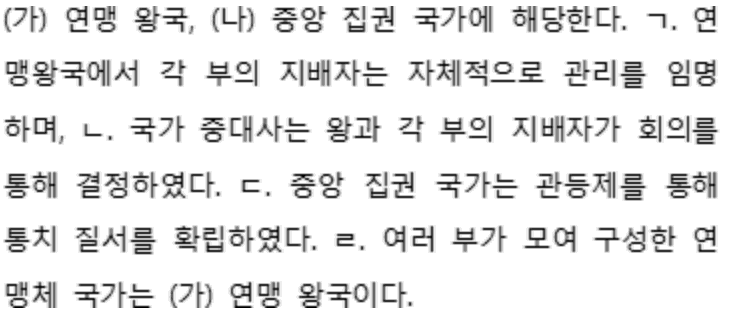 (가) 연맹 왕국, (나) 중앙 집권 국가에 해당한다. ㄱ. 연
맹왕국에서 각 부의 지배자는 자체적으로 관리를 임명
하며, ㄴ. 국가 중대사는 왕과 각 부의 지배자가 회의를
통해 결정하였다. ㄷ. 중앙 집권 국가는 관등제를 통해
통치 질서를 확립하였다. ㄹ. 여러 부가 모여 구성한 연
맹체 국가는 (가) 연맹 왕국이다.